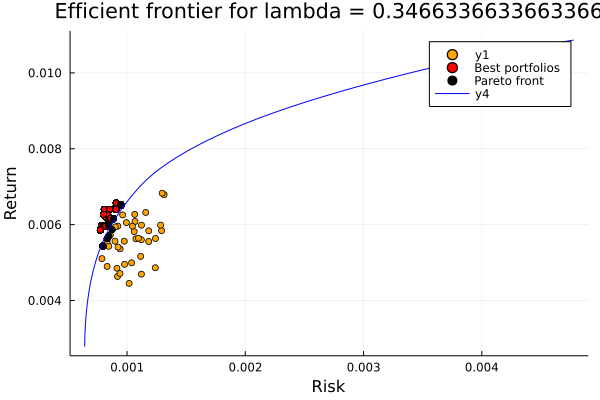 Efficient frontier for lambda = 0.3466336633663366
Return
0.010
0.008
0.006
0.004
y1
Best portfolios
Pareto front
y4
0.001
0.002
0.003
0.004
Risk